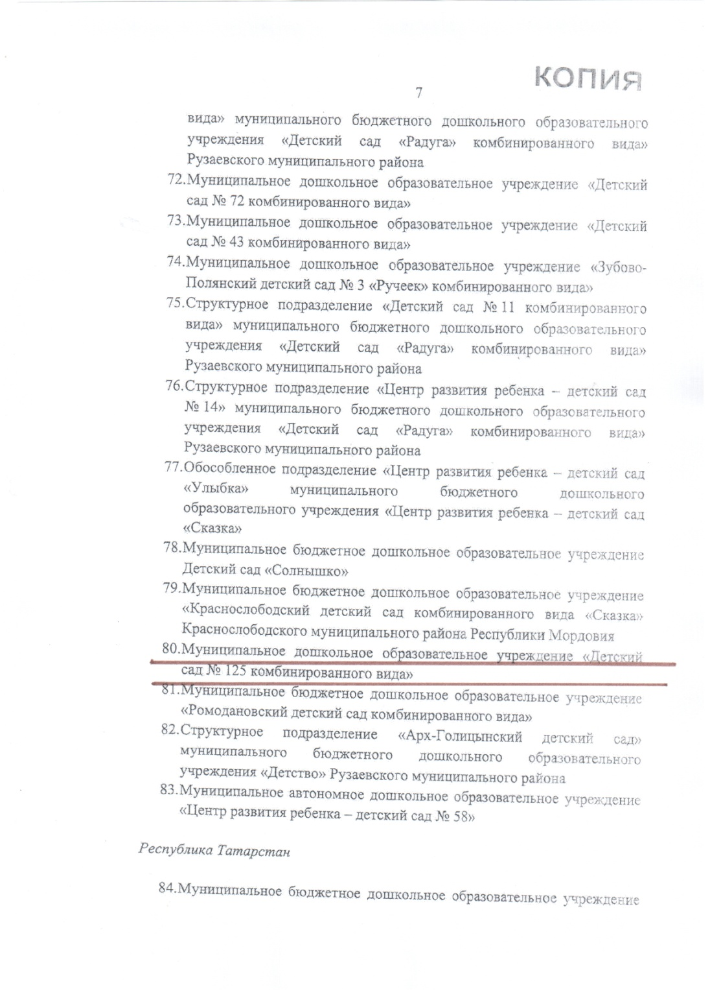 КОПИЯ
7
вида» муниципального бюджетного дошкольного образовательного
учреждения «Детский сад «Радуга» комбинированного вида»
Рузаевского муниципального района
72.Муниципальное дошкольное образовательное учреждение «Детский
сад № 72 комбинированного вида»
73.Муниципальное дошкольное образовательное учреждение «Детский
сад № 43 комбинированного вида»
74.Муниципальное дошкольное образовательное учреждение «Зубово-
Полянский детский сад № 3 «Ручеек» комбинированного вида»
75.Структурное подразделение «Детский сад № 11 комбинированного
вида» муниципального бюджетного дошкольного образовательного
учреждения «Детский сад «Радуга» комбинированного вида»
Рузаевского муниципального района
76.Структурное подразделение «Центр развития ребенка – детский сад
№ 14» муниципального бюджетного дошкольного образовательного
учреждения «Детский сад «Радуга» комбинированного вида»
Рузаевского муниципального района
77.Обособленное подразделение «Центр развития ребенка – детский сад
«Улыбка» муниципального бюджетного дошкольного
образовательного учреждения «Центр развития ребенка – детский сад
«Сказка»
78.Муниципальное бюджетное дошкольное образовательное учреждение
Детский сад «Солнышко»
79.Муниципальное бюджетное дошкольное образовательное учреждение
«Краснослободский детский сад комбинированного вида «Сказка»
Краснослободского муниципального района Республики Мордовия
80.Муниципальное дошкольное образовательное учреждение «Детский
сад № 125 комбинированного вида»
81.Муниципальное бюджетное дошкольное образовательное учреждение
«Ромодановский детский сад комбинированного вида»
82.Структурное подразделение «Арх-Голицынский детский сад»
муниципального бюджетного дошкольного образовательного
учреждения «Детство» Рузаевского муниципального района
83.Муниципальное автономное дошкольное образовательное учреждение
«Центр развития ребенка – детский сад № 58»
Республика Татарстан
84.Муниципальное бюджетное дошкольное образовательное учреждение